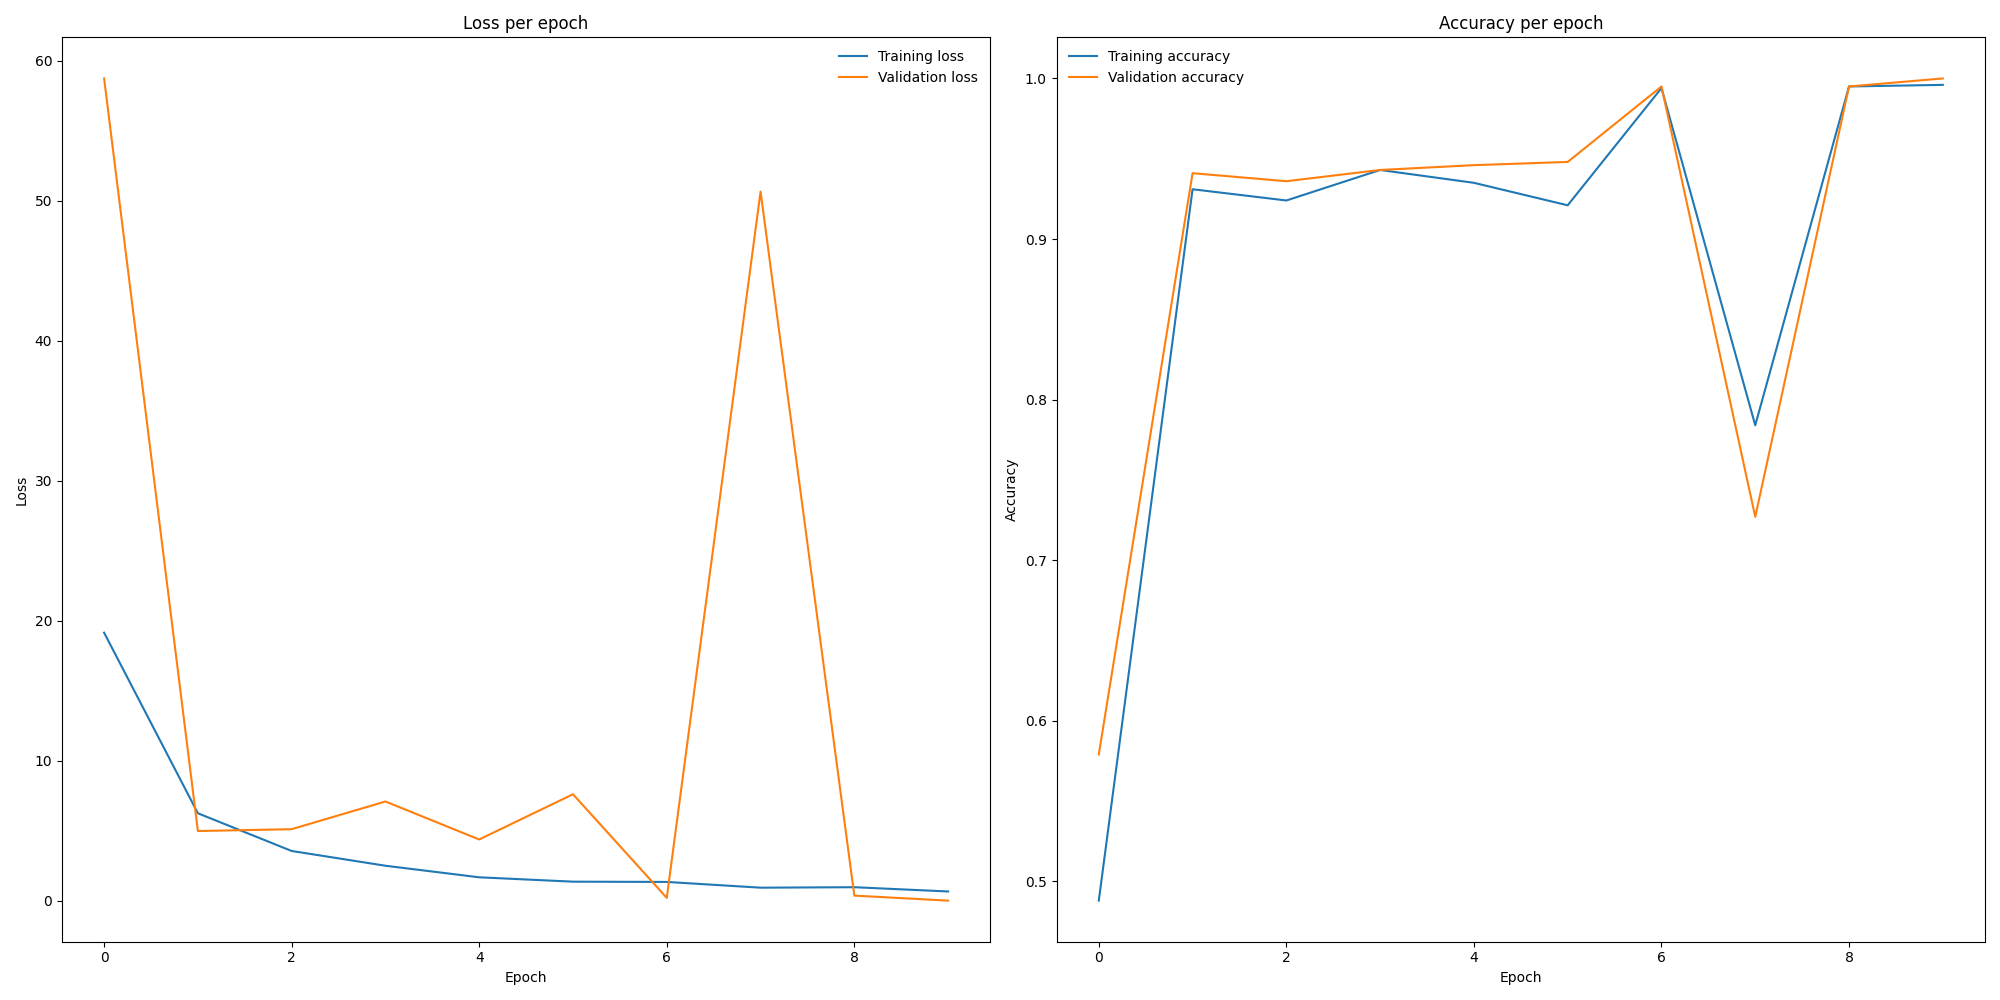 Loss per epoch
Training loss
Validation loss
60
50
40
30
20
10
0
Loss
0 2 4 6 8
Epoch
Accuracy per epoch
Training accuracy
Validation accuracy
1.0
0.9
0.8
0.7
0.6
0.5
Accuracy
0 2 4 6 8
Epoch